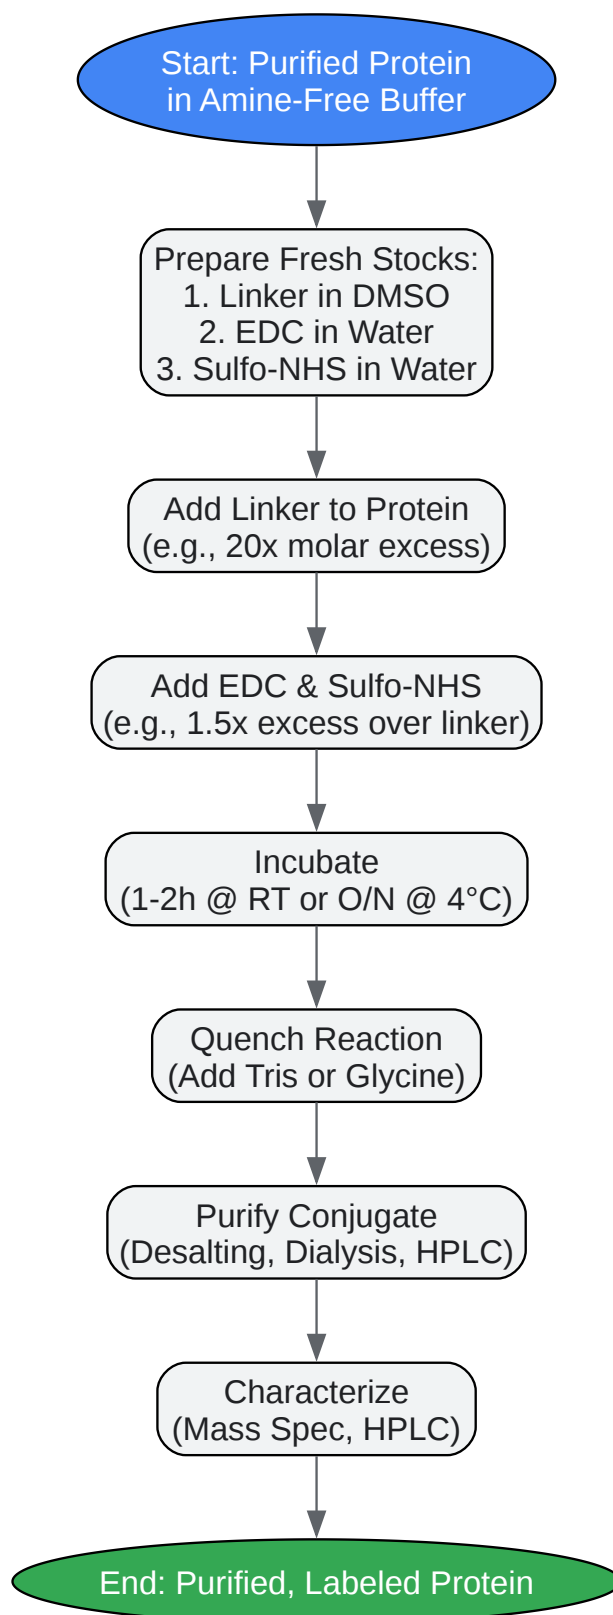 Start: Purified Protein
in Amine-Free Buffer
Prepare Fresh Stocks:
1. Linker in DMSO
2. EDC in Water
3. Sulfo-NHS in Water
Add Linker to Protein
(e.g., 20x molar excess)
Add EDC & Sulfo-NHS
(e.g., 1.5x excess over linker)
Incubate
(1-2h @ RT or O/N @ 4°C)
Quench Reaction
(Add Tris or Glycine)
Purify Conjugate
(Desalting, Dialysis, HPLC)
Characterize
(Mass Spec, HPLC)
End: Purified, Labeled Protein